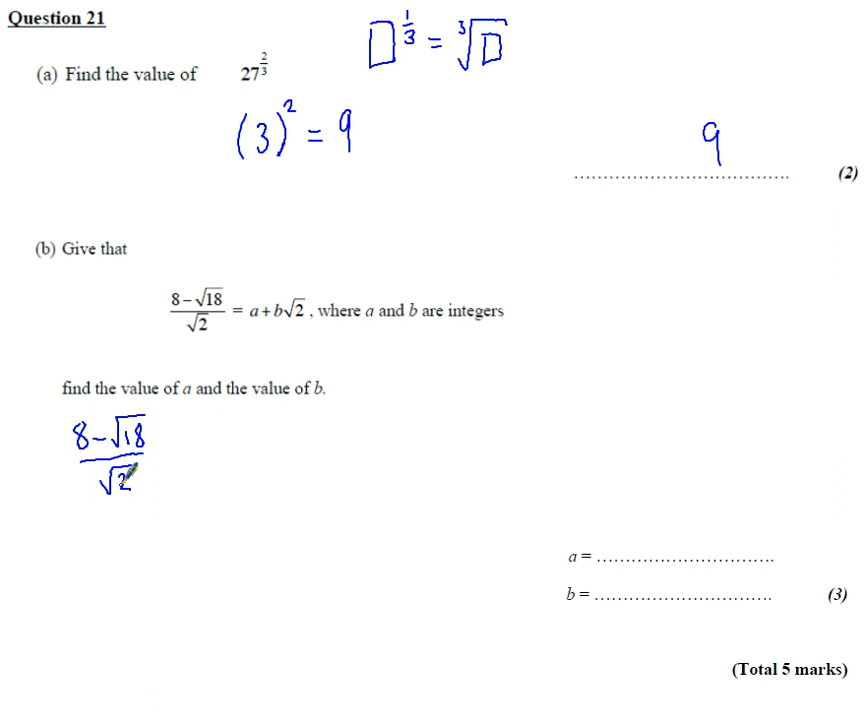 Question 21
□^(1/3) = ∛□
(a) Find the value of 27^(2/3)
(3)² = 9
9
.................................... (2)
(b) Give that
(8 − √18)/√2 = a + b√2 , where a and b are integers
find the value of a and the value of b.
(8 − √18)/√2
a = ..............................
b = .............................. (3)
(Total 5 marks)